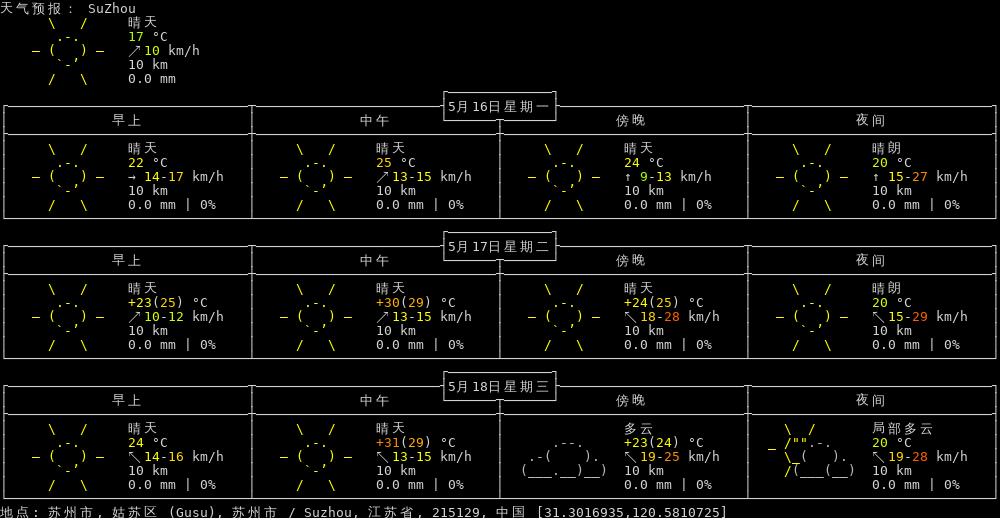 天气预报: SuZhou
晴天
17 °C
↗10 km/h
10 km
0.0 mm
5月16日星期一
早上 中午 傍晚 夜间
晴天 晴天 晴天 晴朗
22 °C 25 °C 24 °C 20 °C
→ 14-17 km/h ↗13-15 km/h ↑ 9-13 km/h ↑ 15-27 km/h
10 km 10 km 10 km 10 km
0.0 mm | 0% 0.0 mm | 0% 0.0 mm | 0% 0.0 mm | 0%
5月17日星期二
早上 中午 傍晚 夜间
晴天 晴天 晴天 晴朗
+23(25) °C +30(29) °C +24(25) °C 20 °C
↗10-12 km/h ↗13-15 km/h ↖18-28 km/h ↖15-29 km/h
10 km 10 km 10 km 10 km
0.0 mm | 0% 0.0 mm | 0% 0.0 mm | 0% 0.0 mm | 0%
5月18日星期三
早上 中午 傍晚 夜间
晴天 晴天 多云 局部多云
24 °C +31(29) °C +23(24) °C 20 °C
↖14-16 km/h ↖13-15 km/h ↖19-25 km/h ↖19-28 km/h
10 km 10 km 10 km 10 km
0.0 mm | 0% 0.0 mm | 0% 0.0 mm | 0% 0.0 mm | 0%
地点: 苏州市, 姑苏区 (Gusu), 苏州市 / Suzhou, 江苏省, 215129, 中国 [31.3016935,120.5810725]